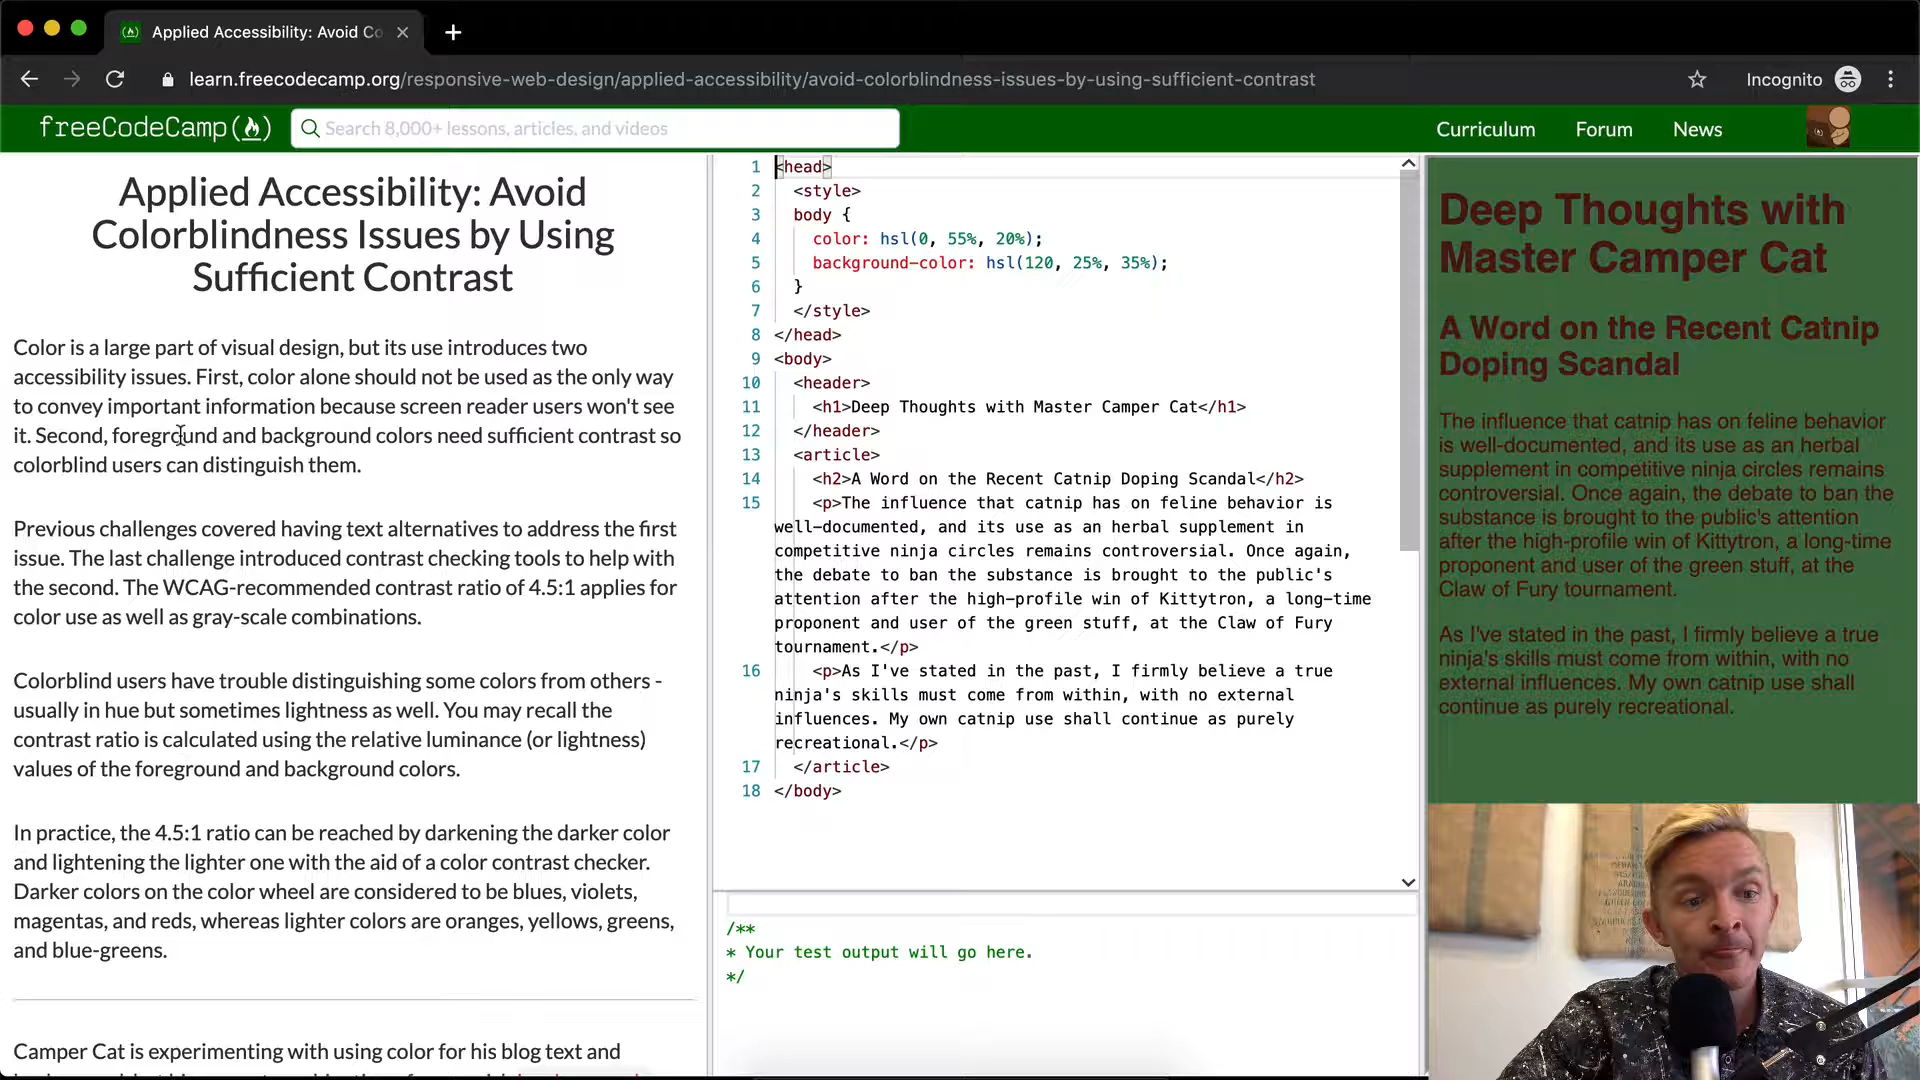 Applied Accessibility: Avoid Co
learn.freecodecamp.org/responsive-web-design/applied-accessibility/avoid-colorblindness-issues-by-using-sufficient-contrast
Incognito
freeCodeCamp
Search 8,000+ lessons, articles, and videos
Curriculum
Forum
News
Applied Accessibility: Avoid
Colorblindness Issues by Using
Sufficient Contrast
Color is a large part of visual design, but its use introduces two
accessibility issues. First, color alone should not be used as the only way
to convey important information because screen reader users won't see
it. Second, foreground and background colors need sufficient contrast so
colorblind users can distinguish them.
Previous challenges covered having text alternatives to address the first
issue. The last challenge introduced contrast checking tools to help with
the second. The WCAG-recommended contrast ratio of 4.5:1 applies for
color use as well as gray-scale combinations.
Colorblind users have trouble distinguishing some colors from others -
usually in hue but sometimes lightness as well. You may recall the
contrast ratio is calculated using the relative luminance (or lightness)
values of the foreground and background colors.
In practice, the 4.5:1 ratio can be reached by darkening the darker color
and lightening the lighter one with the aid of a color contrast checker.
Darker colors on the color wheel are considered to be blues, violets,
magentas, and reds, whereas lighter colors are oranges, yellows, greens,
and blue-greens.
Camper Cat is experimenting with using color for his blog text and
1 <head>
2 <style>
3 body {
4 color: hsl(0, 55%, 20%);
5 background-color: hsl(120, 25%, 35%);
6 }
7 </style>
8 </head>
9 <body>
10 <header>
11 <h1>Deep Thoughts with Master Camper Cat</h1>
12 </header>
13 <article>
14 <h2>A Word on the Recent Catnip Doping Scandal</h2>
15 <p>The influence that catnip has on feline behavior is
well-documented, and its use as an herbal supplement in
competitive ninja circles remains controversial. Once again,
the debate to ban the substance is brought to the public's
attention after the high-profile win of Kittytron, a long-time
proponent and user of the green stuff, at the Claw of Fury
tournament.</p>
16 <p>As I've stated in the past, I firmly believe a true
ninja's skills must come from within, with no external
influences. My own catnip use shall continue as purely
recreational.</p>
17 </article>
18 </body>
/**
* Your test output will go here.
*/
Deep Thoughts with
Master Camper Cat
A Word on the Recent Catnip
Doping Scandal
The influence that catnip has on feline behavior
is well-documented, and its use as an herbal
supplement in competitive ninja circles remains
controversial. Once again, the debate to ban the
substance is brought to the public's attention
after the high-profile win of Kittytron, a long-time
proponent and user of the green stuff, at the
Claw of Fury tournament.
As I've stated in the past, I firmly believe a true
ninja's skills must come from within, with no
external influences. My own catnip use shall
continue as purely recreational.